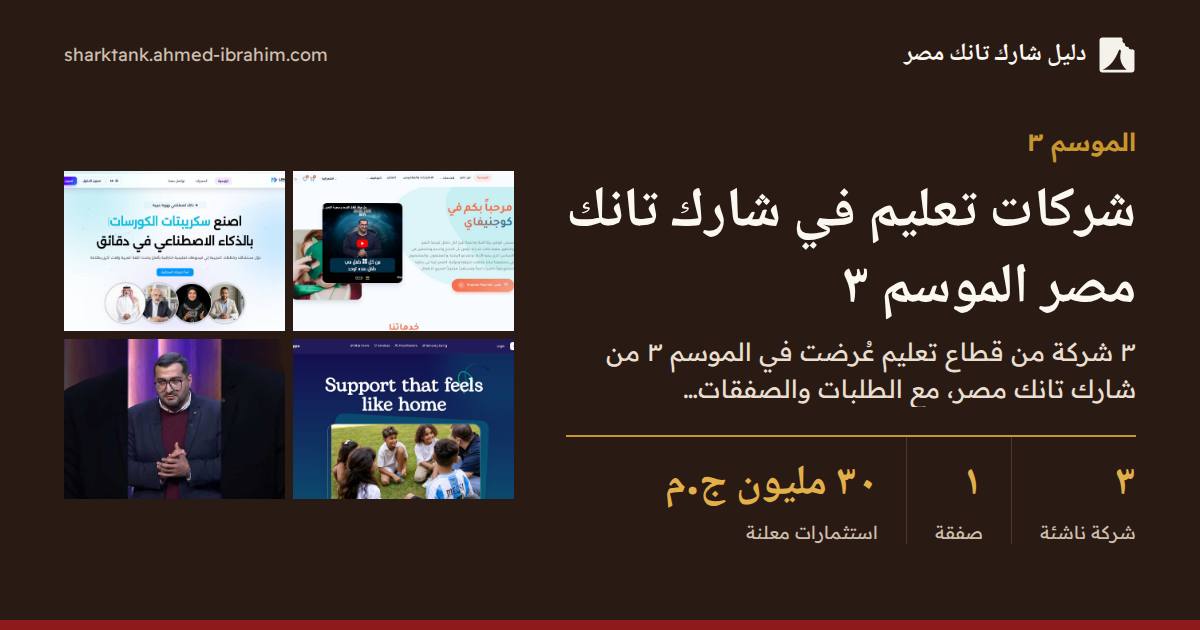 دليل شارك تانك مصر
sharktank.ahmed-ibrahim.com
الموسم ٣
شركات تعليم في شارك تانك
مصر الموسم ٣
٣ شركة من قطاع تعليم عُرضت في الموسم ٣ من
شارك تانك مصر، مع الطلبات والصفقات...
٣
شركة ناشئة
١
صفقة
٣٠ مليون ج.م
استثمارات معلنة
مرحباً بكم في
كوجنيفاي
خدماتنا
اصنع سكريبتات الكورسات
بالذكاء الاصطناعي في دقائق
Support that feels
like home